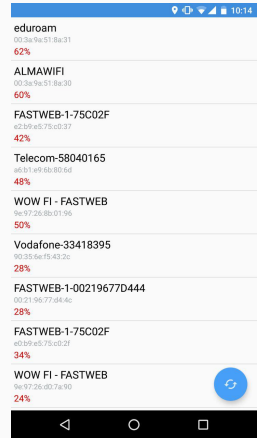 10:14
eduroam
00:3a:9a:51:8a:31
62%
ALMAWIFI
00:3a:9a:51:8a:30
60%
FASTWEB-1-75C02F
e2:b9:e5:75:c0:37
42%
Telecom-58040165
a6:b1:e9:6b:80:6d
48%
WOW FI - FASTWEB
9e:97:26:8b:01:96
50%
Vodafone-33418395
90:35:6e:f5:43:2c
28%
FASTWEB-1-00219677D444
00:21:96:77:d4:4c
28%
FASTWEB-1-75C02F
e0:b9:e5:75:c0:2f
34%
WOW FI - FASTWEB
9e:97:26:d0:7a:90
24%